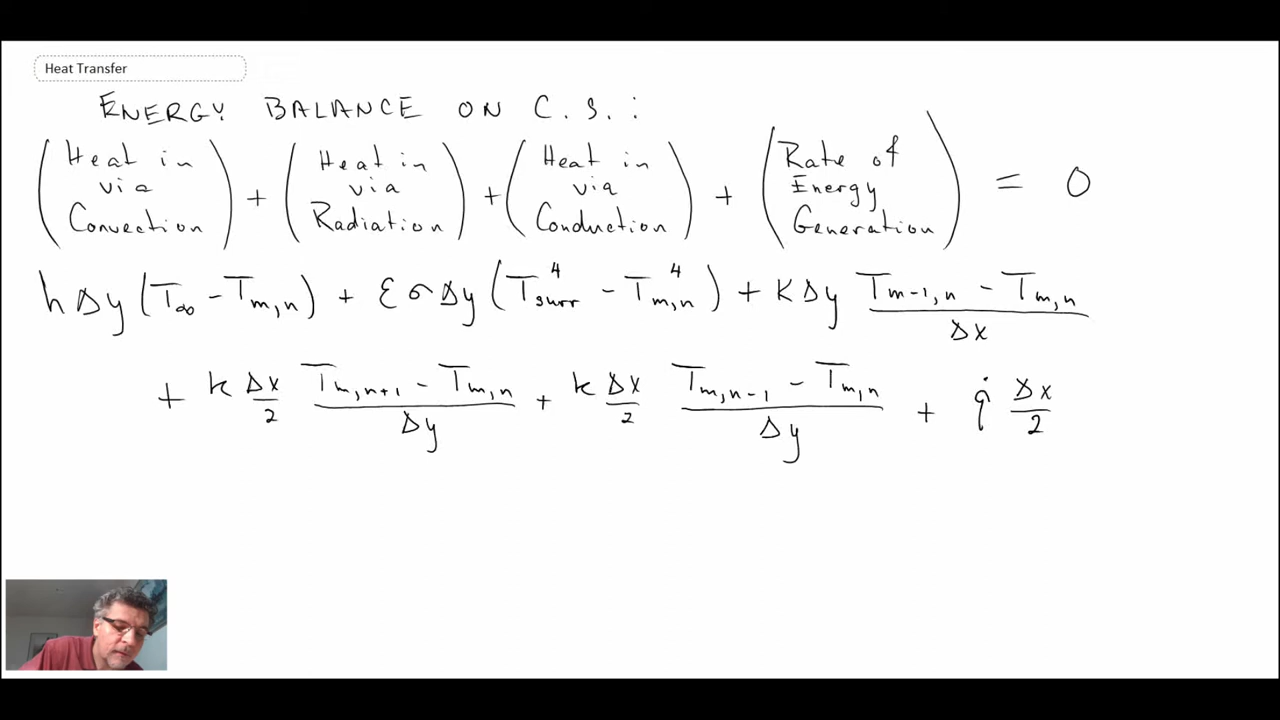 Heat Transfer
ENERGY BALANCE ON C.S.:
(Heat in via Convection) + (Heat in via Radiation) + (Heat in via Conduction) + (Rate of Energy Generation) = 0
hΔy(T∞ - Tm,n) + εσΔy(T⁴surr - T⁴m,n) + kΔy (Tm-1,n - Tm,n)/Δx
+ k Δx/2 (Tm,n+1 - Tm,n)/Δy + k Δx/2 (Tm,n-1 - Tm,n)/Δy + q̇ Δx/2